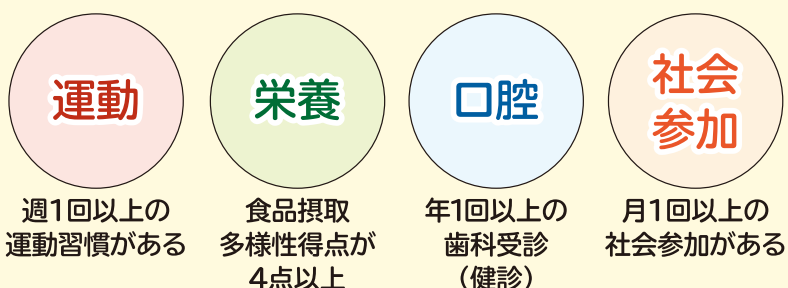 運動
週1回以上の
運動習慣がある
栄養
食品摂取
多様性得点が
4点以上
口腔
年1回以上の
歯科受診
（健診）
社会
参加
月1回以上の
社会参加がある